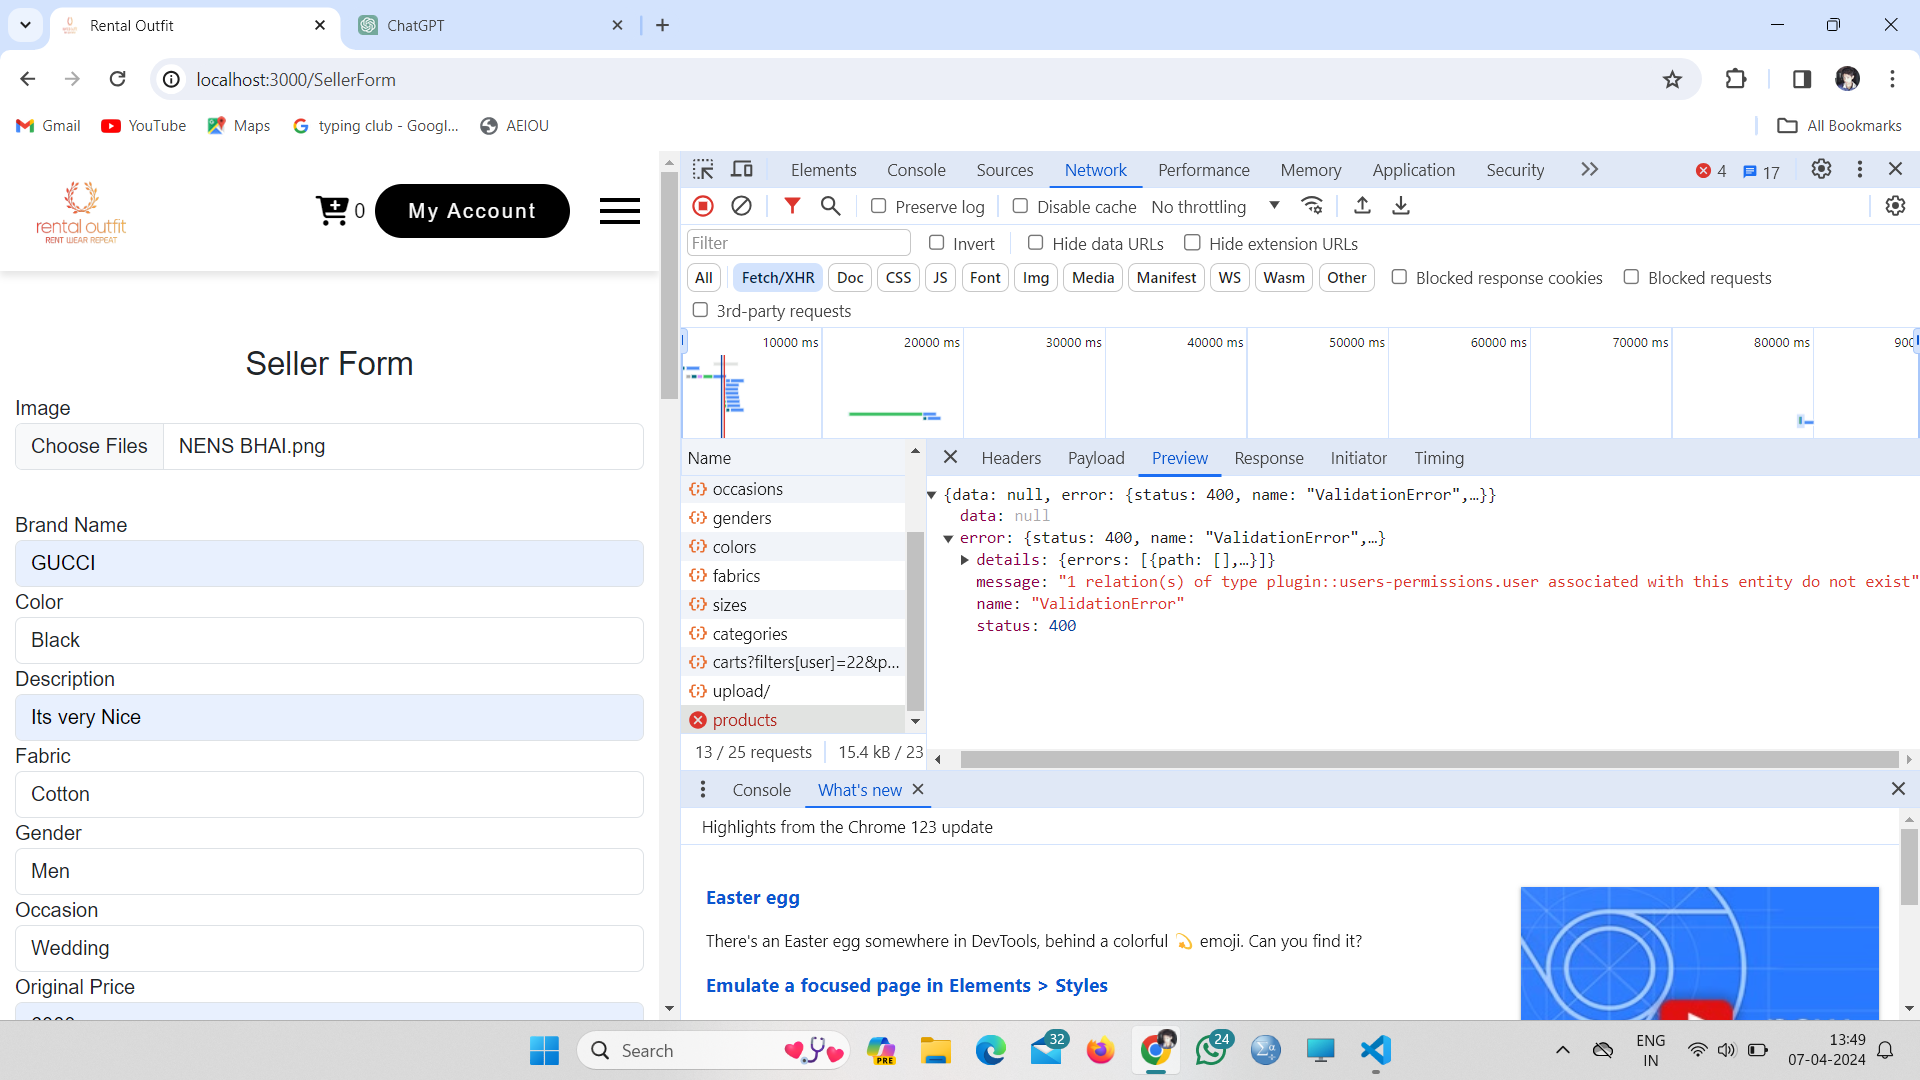 Rental Outfit
ChatGPT
localhost:3000/SellerForm
Gmail
YouTube
Maps
typing club - Googl...
AEIOU
All Bookmarks
rental outfit
RENT WEAR REPEAT
0
My Account
Seller Form
Image
Choose Files NENS BHAI.png
Brand Name
GUCCI
Color
Black
Description
Its very Nice
Fabric
Cotton
Gender
Men
Occasion
Wedding
Original Price
Elements Console Sources Network Performance Memory Application Security 4 17
Preserve log Disable cache No throttling
Filter Invert Hide data URLs Hide extension URLs
All Fetch/XHR Doc CSS JS Font Img Media Manifest WS Wasm Other Blocked response cookies Blocked requests
3rd-party requests
10000 ms 20000 ms 30000 ms 40000 ms 50000 ms 60000 ms 70000 ms 80000 ms 900
Name
occasions
genders
colors
fabrics
sizes
categories
carts?filters[user]=22&p...
upload/
products
13 / 25 requests 15.4 kB / 23
Headers Payload Preview Response Initiator Timing
{data: null, error: {status: 400, name: "ValidationError",…}}
data: null
error: {status: 400, name: "ValidationError",…}
details: {errors: [{path: [],…}]}
message: "1 relation(s) of type plugin::users-permissions.user associated with this entity do not exist"
name: "ValidationError"
status: 400
Console What's new
Highlights from the Chrome 123 update
Easter egg
There's an Easter egg somewhere in DevTools, behind a colorful 💫 emoji. Can you find it?
Emulate a focused page in Elements > Styles
Search
PRE
32
24
ENG
IN
13:49
07-04-2024